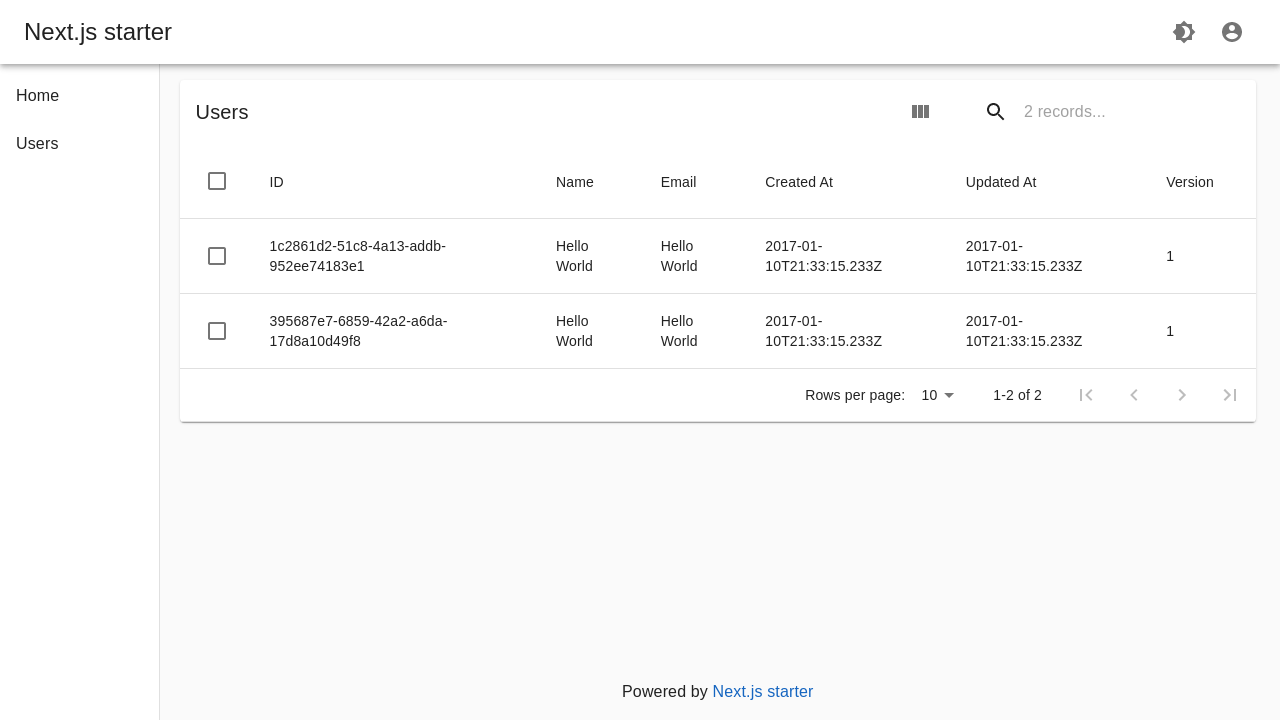 Next.js starter
Home
Users
Users
2 records...
ID Name Email Created At Updated At Version
1c2861d2-51c8-4a13-addb-952ee74183e1 Hello World Hello World 2017-01-10T21:33:15.233Z 2017-01-10T21:33:15.233Z 1
395687e7-6859-42a2-a6da-17d8a10d49f8 Hello World Hello World 2017-01-10T21:33:15.233Z 2017-01-10T21:33:15.233Z 1
Rows per page: 10 1-2 of 2
Powered by Next.js starter